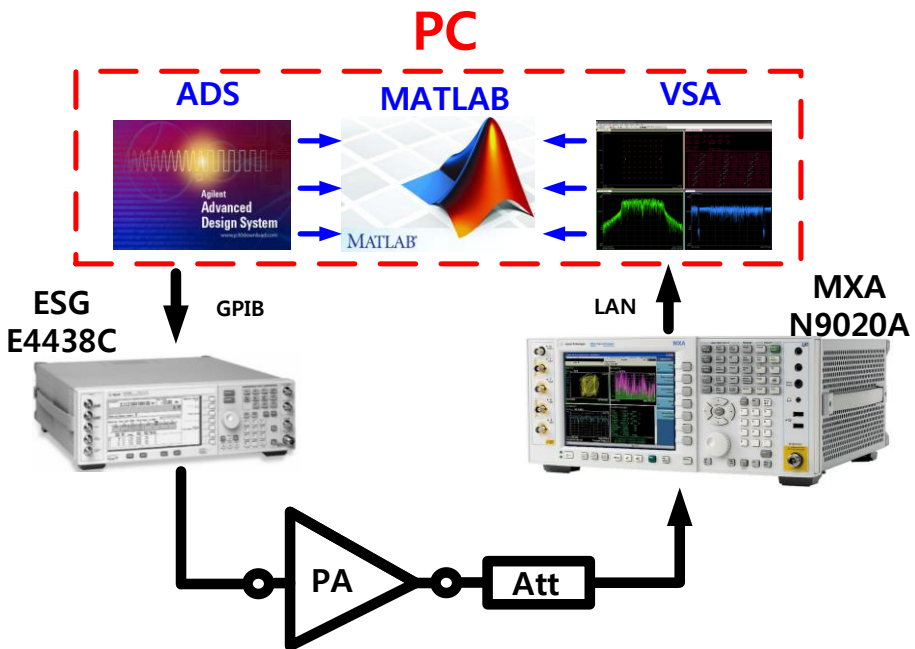 PC
ADS
MATLAB
VSA
Agilent
Advanced
Design System
MATLAB®
ESG
E4438C
GPIB
LAN
MXA
N9020A
MXA
PA
Att